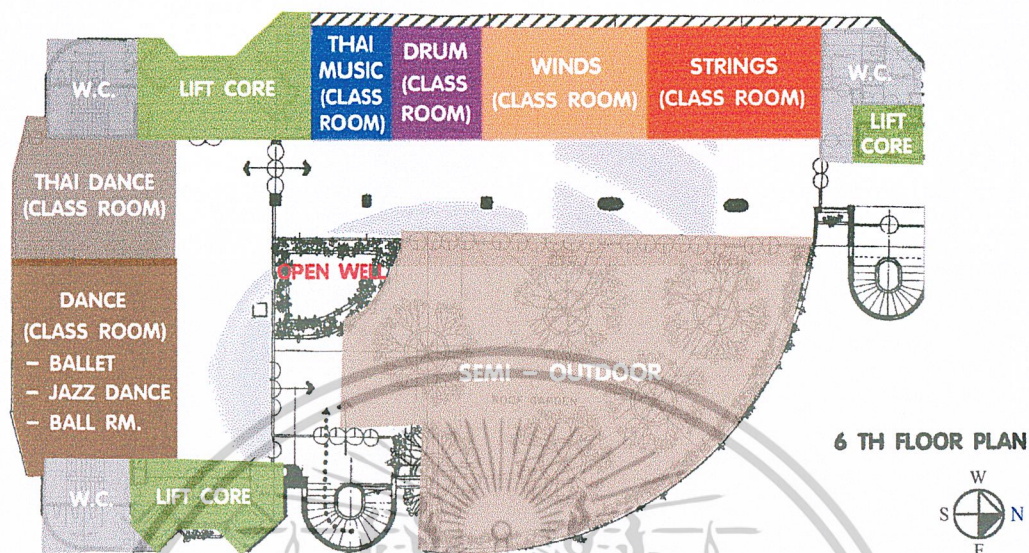 W.C.
LIFT CORE
THAI
MUSIC
(CLASS
ROOM)
DRUM
(CLASS
ROOM)
WINDS
(CLASS ROOM)
STRINGS
(CLASS ROOM)
W.C.
LIFT
CORE
THAI DANCE
(CLASS ROOM)
OPEN WELL
DANCE
(CLASS ROOM)
– BALLET
– JAZZ DANCE
– BALL RM.
SEMI – OUTDOOR
ROOF GARDEN
6 TH FLOOR PLAN
W.C.
LIFT CORE
W
S N
E